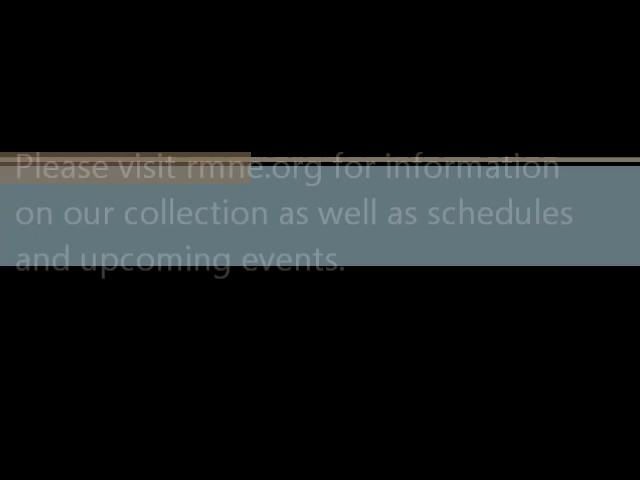 Please visit rmne.org for information
on our collection as well as schedules
and upcoming events.